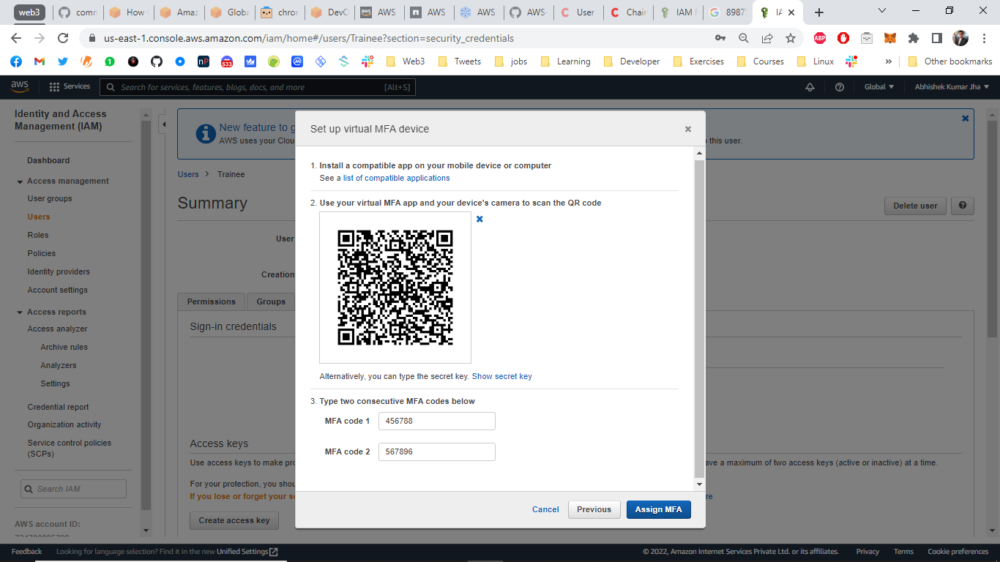 web3
comn
How
Amaz
Globa
chror
DevC
AWS
AWS
AWS
AWS-
User
Chair
IAM I
8987
IA
us-east-1.console.aws.amazon.com/iam/home#/users/Trainee?section=security_credentials
ABP
1
nP
533
Web3
Tweets
jobs
Learning
Developer
Exercises
Courses
Linux
»
Other bookmarks
aws
Services
Search for services, features, blogs, docs, and more
[Alt+S]
Global
Abhishek Kumar Jha
Identity and Access
Management (IAM)
Dashboard
Access management
User groups
Users
Roles
Policies
Identity providers
Account settings
Access reports
Access analyzer
Archive rules
Analyzers
Settings
Credential report
Organization activity
Service control policies
(SCPs)
Search IAM
AWS account ID:
New feature to g
AWS uses your Clou
this user.
Users > Trainee
Summary
Delete user
User
Creation
Permissions
Groups
Sign-in credentials
Access keys
Use access keys to make pro
ave a maximum of two access keys (active or inactive) at a time.
For your protection, you shou
If you lose or forget your se
re
Create access key
Set up virtual MFA device
1. Install a compatible app on your mobile device or computer
See a list of compatible applications
2. Use your virtual MFA app and your device's camera to scan the QR code
Alternatively, you can type the secret key. Show secret key
3. Type two consecutive MFA codes below
MFA code 1 456788
MFA code 2 567896
Cancel
Previous
Assign MFA
Feedback
Looking for language selection? Find it in the new Unified Settings
© 2022, Amazon Internet Services Private Ltd. or its affiliates.
Privacy
Terms
Cookie preferences